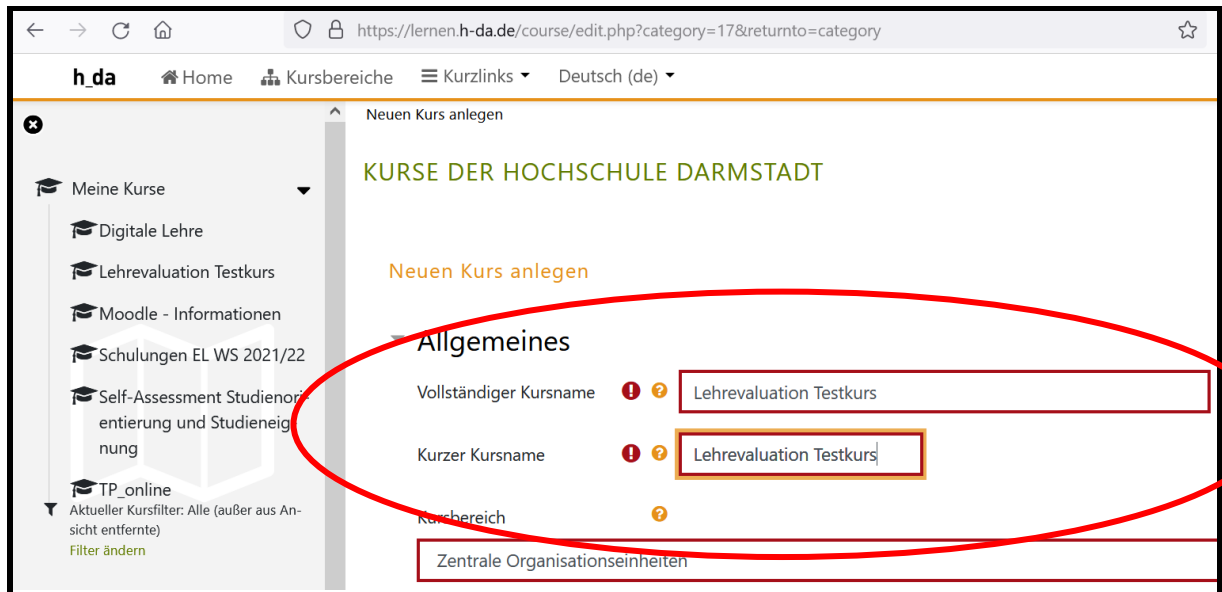 https://lernen.h-da.de/course/edit.php?category=17&returnto=category
h_da Home Kursbereiche Kurzlinks Deutsch (de)
Meine Kurse
Digitale Lehre
Lehrevaluation Testkurs
Moodle - Informationen
Schulungen EL WS 2021/22
Self-Assessment Studienori-
entierung und Studieneig
nung
TP_online
Aktueller Kursfilter: Alle (außer aus An-
sicht entfernte)
Filter ändern
Neuen Kurs anlegen
KURSE DER HOCHSCHULE DARMSTADT
Neuen Kurs anlegen
Allgemeines
Vollständiger Kursname ! ? Lehrevaluation Testkurs
Kurzer Kursname ! ? Lehrevaluation Testkurs
Kursbereich ?
Zentrale Organisationseinheiten